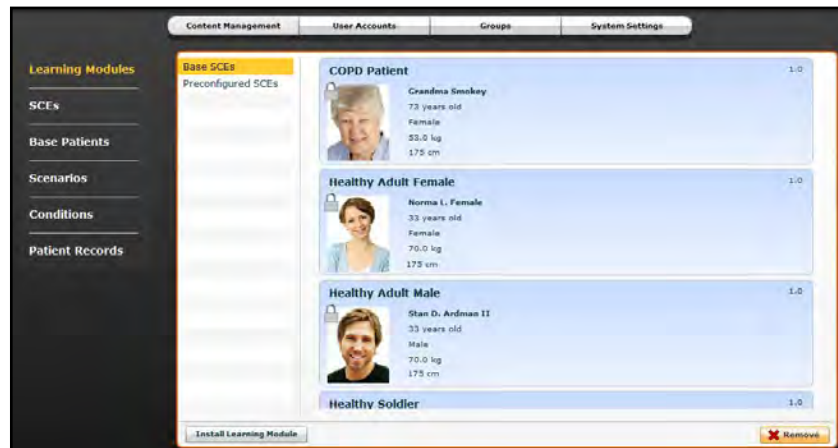 Content Management
User Accounts
Groups
System Settings
Learning Modules
SCEs
Base Patients
Scenarios
Conditions
Patient Records
Base SCEs
Preconfigured SCEs
COPD Patient
1.0
Grandma Smokey
73 years old
Female
53.0 kg
175 cm
Healthy Adult Female
1.0
Norma L. Female
33 years old
Female
70.0 kg
175 cm
Healthy Adult Male
1.0
Stan D. Ardman II
33 years old
Male
70.0 kg
175 cm
Healthy Soldier
1.0
Install Learning Module
Remove